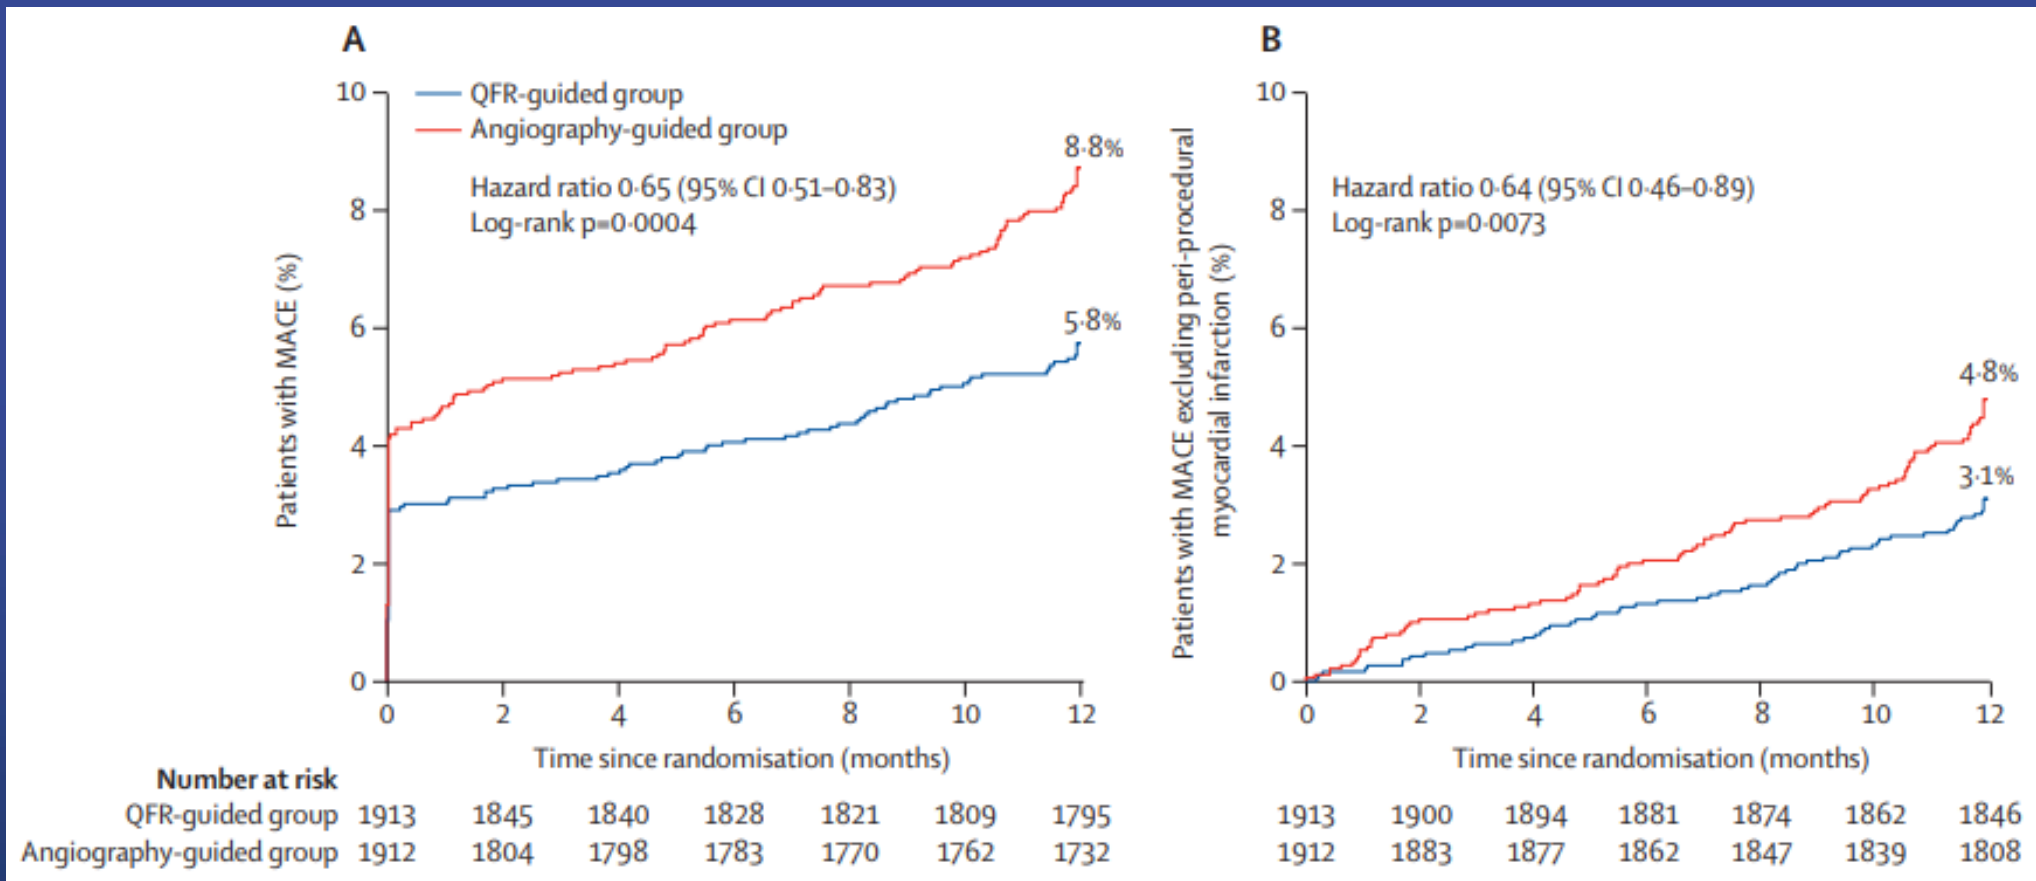 A
10
8
6
4
2
0
Patients with MACE (%)
QFR-guided group
Angiography-guided group
Hazard ratio 0·65 (95% CI 0·51–0·83)
Log-rank p=0·0004
8·8%
5·8%
0 2 4 6 8 10 12
Time since randomisation (months)
B
10
8
6
4
2
0
Patients with MACE excluding peri-procedural
myocardial infarction (%)
Hazard ratio 0·64 (95% CI 0·46–0·89)
Log-rank p=0·0073
4·8%
3·1%
0 2 4 6 8 10 12
Time since randomisation (months)
Number at risk
QFR-guided group 1913 1845 1840 1828 1821 1809 1795 1913 1900 1894 1881 1874 1862 1846
Angiography-guided group 1912 1804 1798 1783 1770 1762 1732 1912 1883 1877 1862 1847 1839 1808